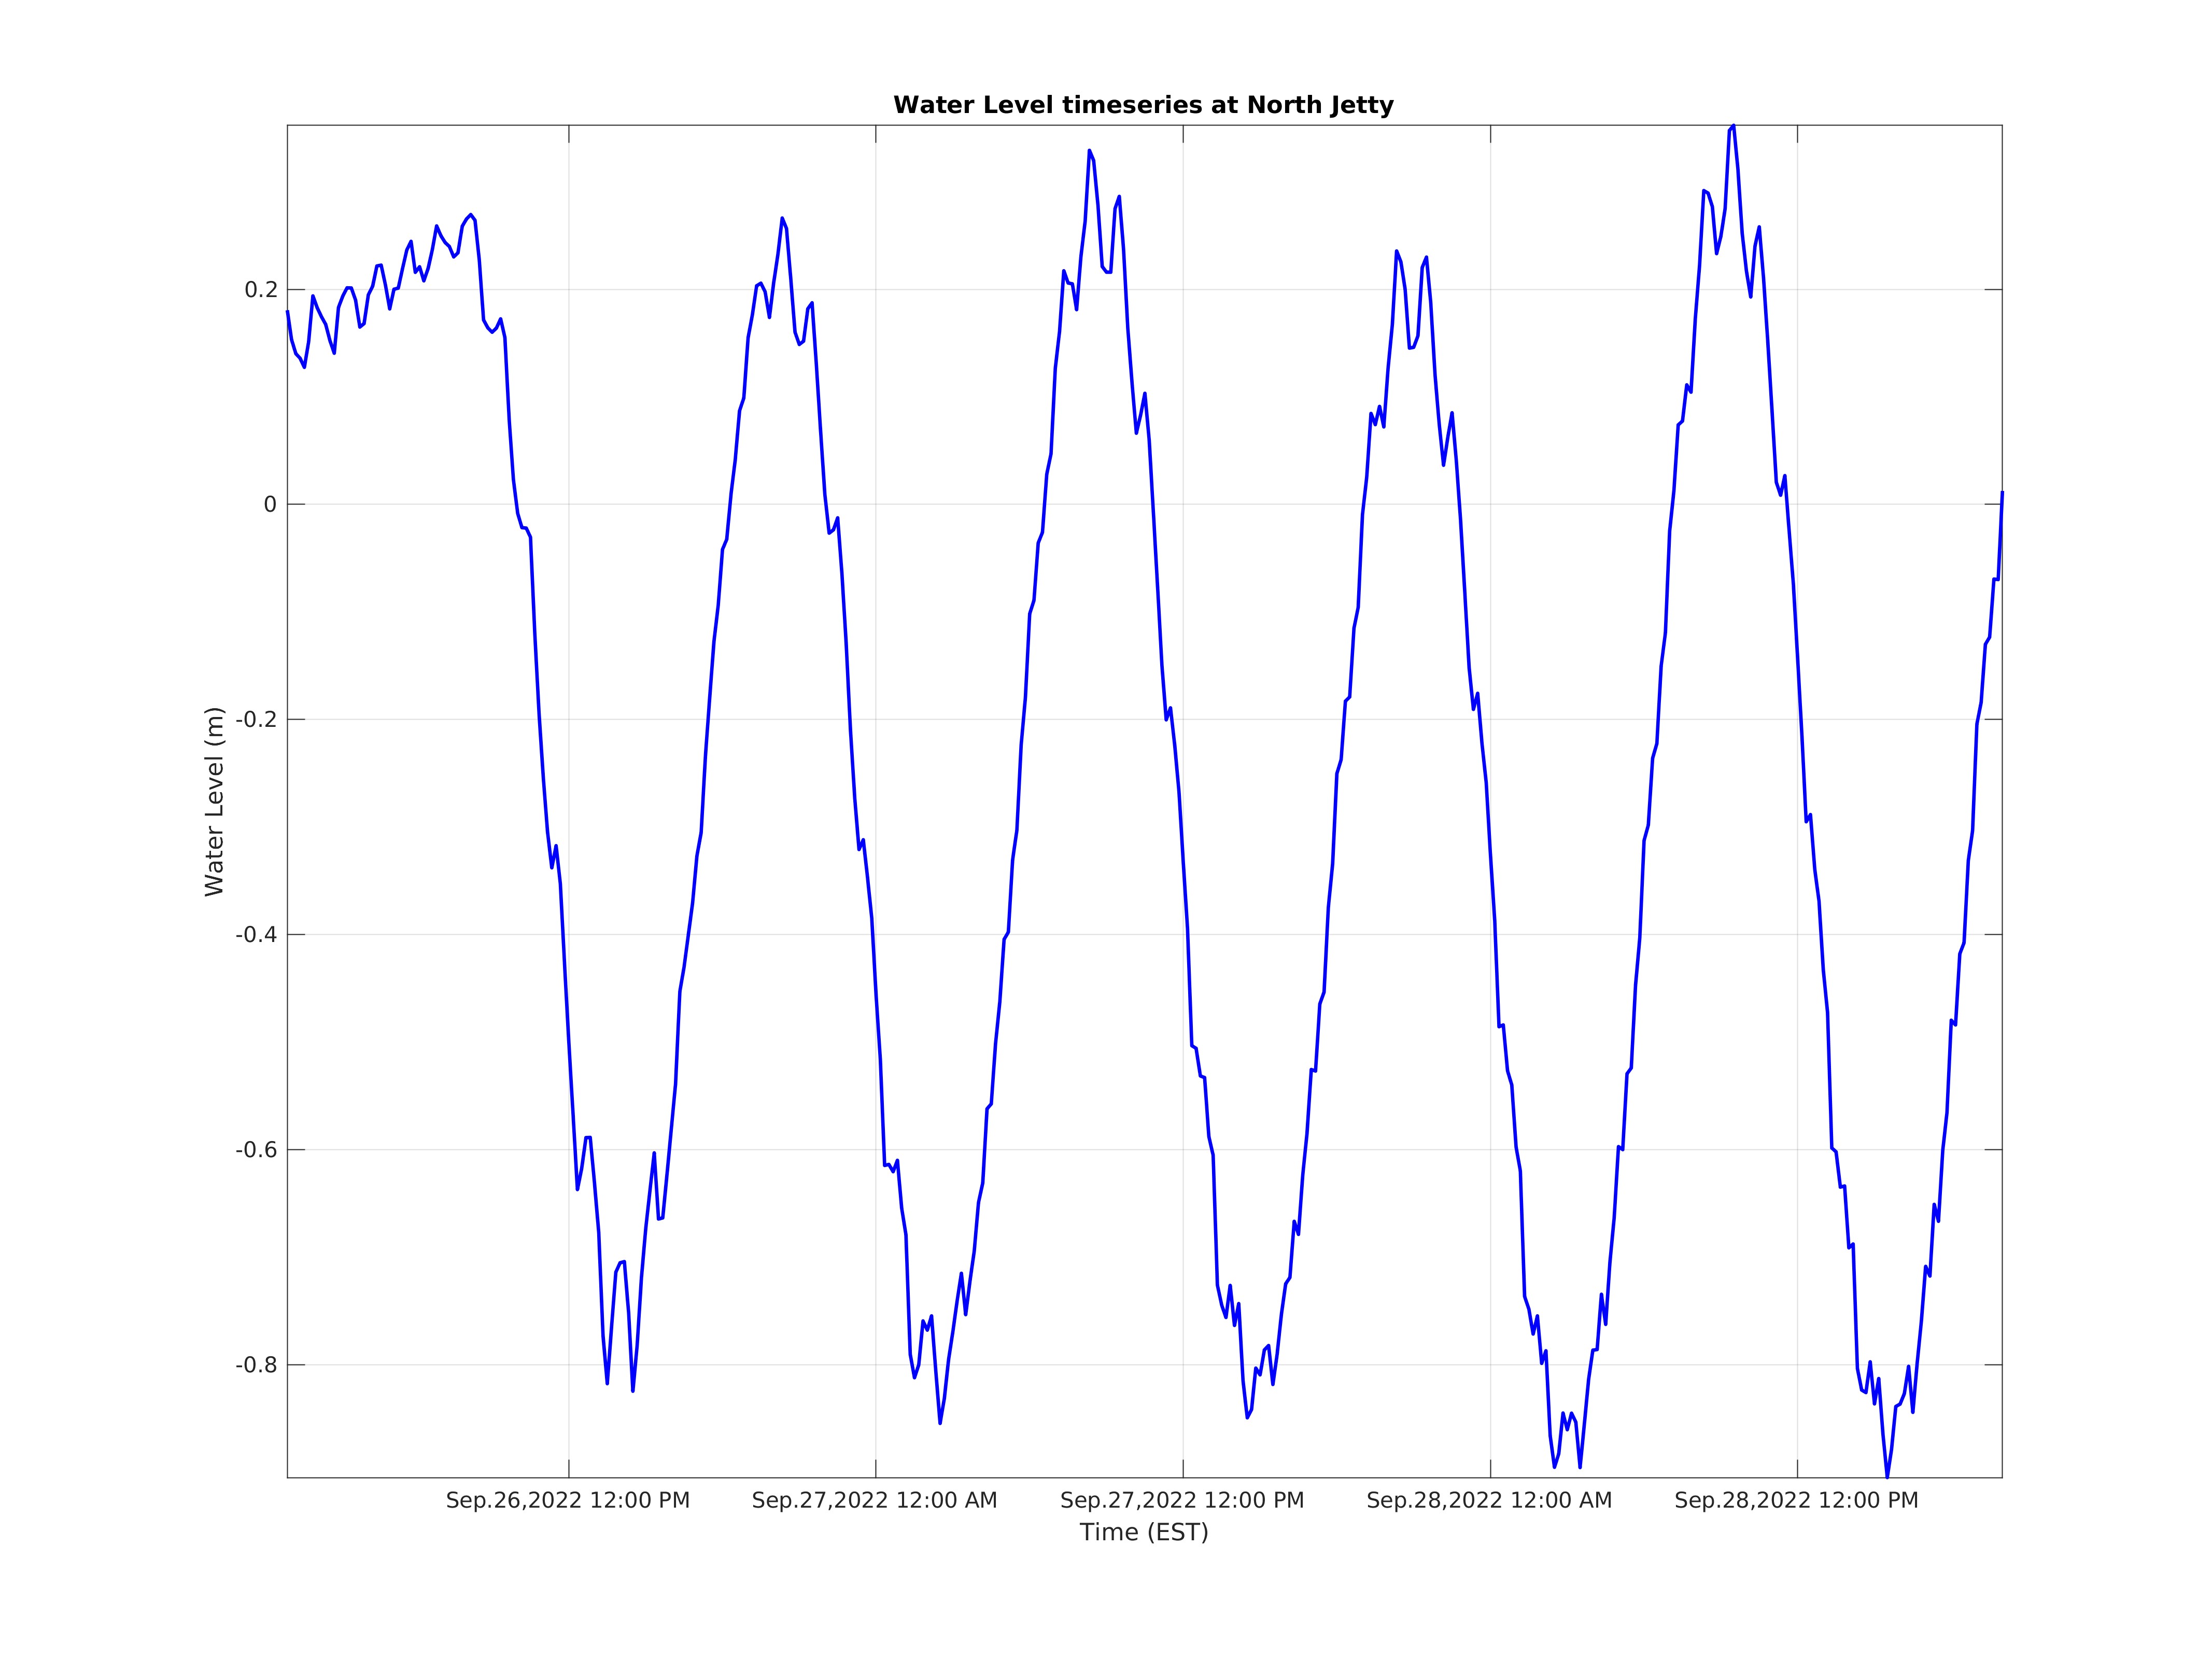 Water Level timeseries at North Jetty
0.2
0
-0.2
-0.4
-0.6
-0.8
Water Level (m)
Sep.26,2022 12:00 PM
Sep.27,2022 12:00 AM
Sep.27,2022 12:00 PM
Sep.28,2022 12:00 AM
Sep.28,2022 12:00 PM
Time (EST)